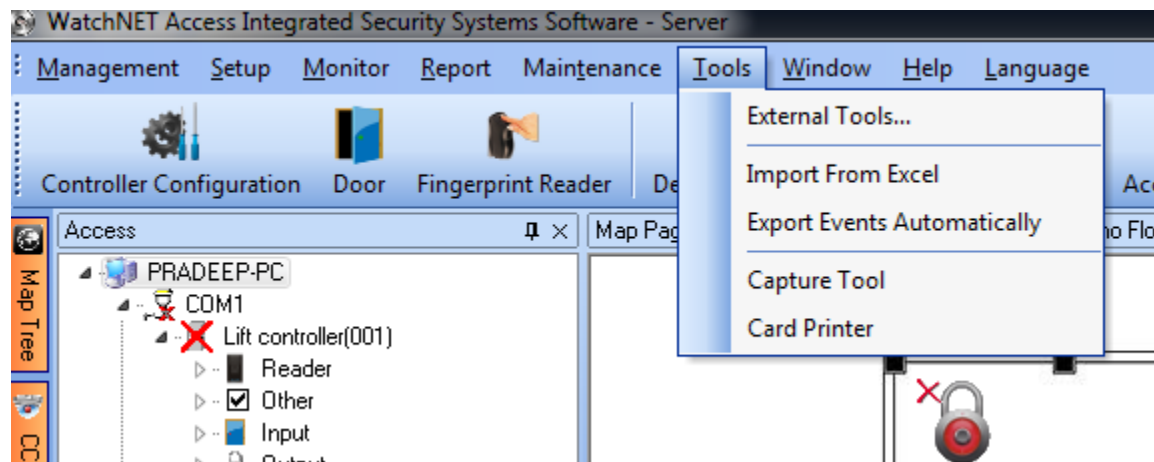 WatchNET Access Integrated Security Systems Software - Server
Management Setup Monitor Report Maintenance Tools Window Help Language
External Tools...
Import From Excel
Export Events Automatically
Capture Tool
Card Printer
Controller Configuration Door Fingerprint Reader
Map Tree
Access
Map Pag
PRADEEP-PC
COM1
Lift controller(001)
Reader
Other
Input